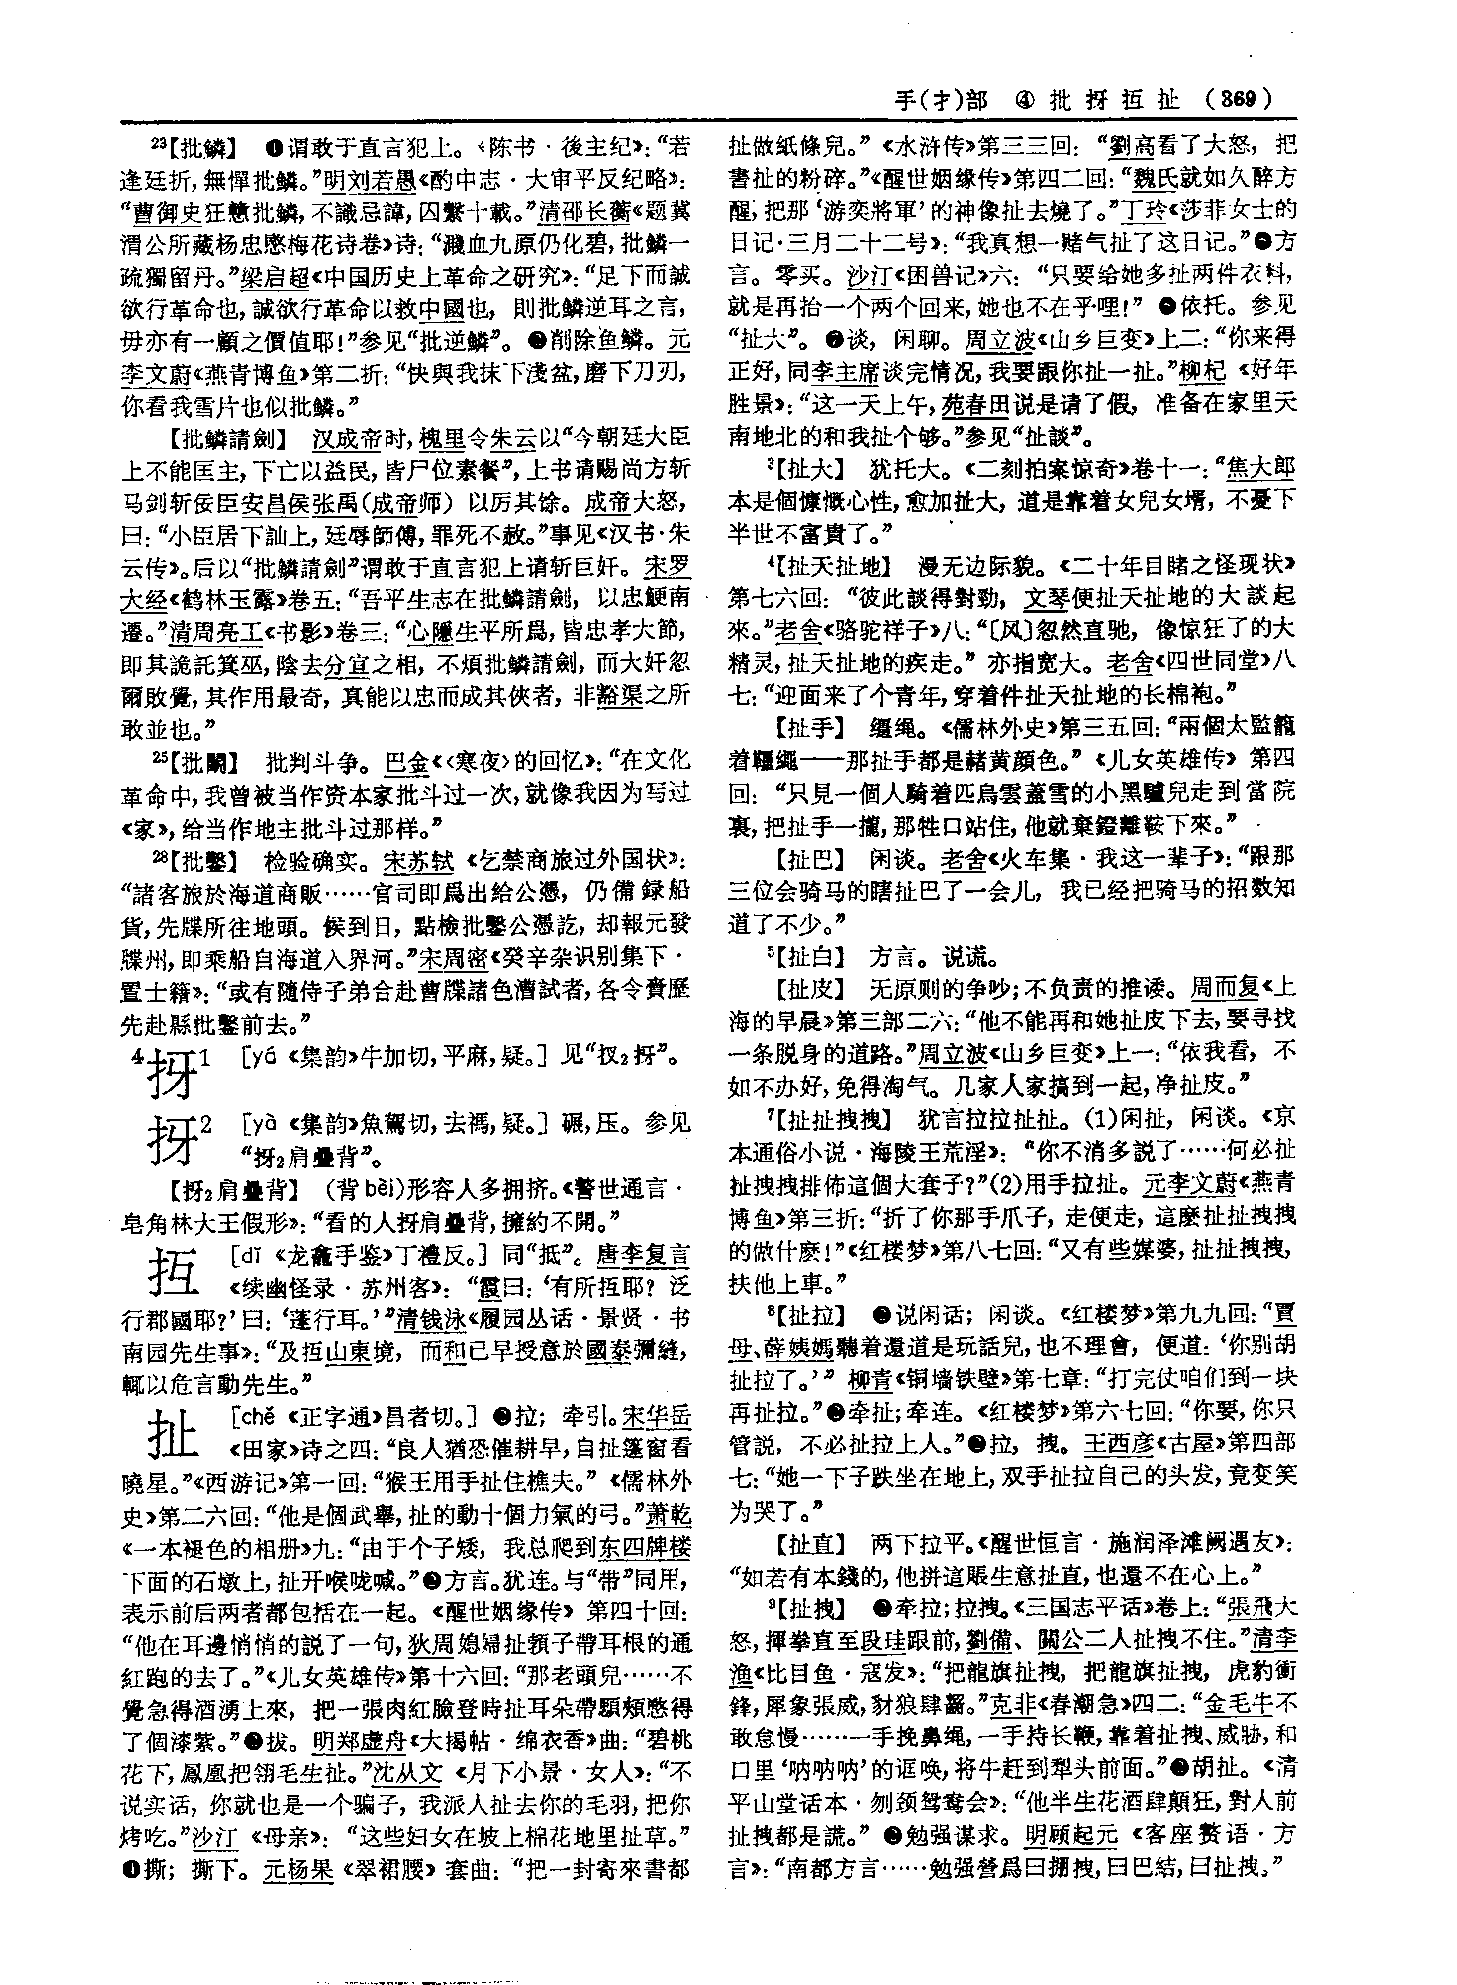 手(才)部　④ 批 抸 㧉 扯 (369)
²³【批鳞】　❶谓敢于直言犯上。《陈书·後主纪》：“若
逢廷折，無憚批鱗。”明刘若愚《酌中志·大审平反纪略》：
“曹御史狂戆批鱗，不識忌諱，囚繫十載。”清邵长蘅《题冀
渭公所藏杨忠愍梅花诗卷》诗：“溅血九原仍化碧，批鱗一
疏獨留丹。”梁启超《中国历史上革命之研究》：“足下而誠
欲行革命也，誠欲行革命以救中國也，則批鱗逆耳之言，
毋亦有一顧之價值耶！”参见“批逆鱗”。❷削除鱼鳞。元
李文蔚《燕青博鱼》第二折：“快與我抹下淺盆，磨下刀刃，
你看我雪片也似批鱗。”
【批鱗請劍】　汉成帝时，槐里令朱云以“今朝廷大臣
上不能匡主，下亡以益民，皆尸位素餐”，上书请赐尚方斩
马剑斩佞臣安昌侯张禹(成帝师) 以厉其馀。成帝大怒，
曰：“小臣居下訕上，廷辱師傅，罪死不赦。”事见《汉书·朱
云传》。后以“批鱗請劍”谓敢于直言犯上请斩巨奸。宋罗
大经《鹤林玉露》卷五：“吾平生志在批鱗請劍，以忠鯁南
遷。”清周亮工《书影》卷三：“心隱生平所爲，皆忠孝大節，
即其詭託箕巫，陰去分宜之相，不煩批鱗請劍，而大奸忽
爾敗覺，其作用最奇，真能以忠而成其俠者，非豁渠之所
敢並也。”
²⁵【批鬭】　批判斗争。巴金《〈寒夜〉的回忆》：“在文化
革命中，我曾被当作资本家批斗过一次，就像我因为写过
《家》，给当作地主批斗过那样。”
²⁸【批鑿】　检验确实。宋苏轼《乞禁商旅过外国状》：
“諸客旅於海道商販……官司即爲出给公憑，仍備録船
貨，先牒所往地頭。候到日，點檢批鑿公憑訖，却報元發
牒州，即乘船自海道入界河。”宋周密《癸辛杂识别集下·
置士籍》：“或有隨侍子弟合赴曹牒諸色漕試者，各令賫歷
先赴縣批鑿前去。”
⁴抸¹　[yá《集韵》牛加切，平麻，疑。]见“扠₂抸”。
抸²　[yà《集韵》魚駕切，去禡，疑。]碾，压。参见
“抸₂肩叠背”。
【抸₂肩叠背】　(背 bèi)形容人多拥挤。《警世通言·
皂角林大王假形》：“看的人抸肩叠背，擁約不開。”
㧉　[dǐ《龙龕手鉴》丁禮反。]同“抵”。唐李复言
《续幽怪录·苏州客》：“霞曰：‘有所㧉耶？泛
行郡國耶？’曰：‘蓬行耳。’”清钱泳《履园丛话·景贤·书
南园先生事》：“及㧉山東境，而和已早授意於國泰彌縫，
輒以危言動先生。”
扯　[chě《正字通》昌者切。]❶拉；牵引。宋华岳
《田家》诗之四：“良人猶恐催耕早，自扯篷窗看
曉星。”《西游记》第一回：“猴王用手扯住樵夫。”《儒林外
史》第二六回：“他是個武舉，扯的動十個力氣的弓。”萧乾
《一本褪色的相册》九：“由于个子矮，我总爬到东四牌楼
下面的石墩上，扯开喉咙喊。”❷方言。犹连。与“带”同用，
表示前后两者都包括在一起。《醒世姻缘传》第四十回：
“他在耳邊悄悄的説了一句，狄周媳婦扯頸子帶耳根的通
紅跑的去了。”《儿女英雄传》第十六回：“那老頭兒……不
覺急得酒湧上來，把一張肉紅臉登時扯耳朵帶顋頰憋得
了個漆紫。”❸拔。明郑虚舟《大揭帖·绵衣香》曲：“碧桃
花下，鳳凰把翎毛生扯。”沈从文《月下小景·女人》：“不
说实话，你就也是一个骗子，我派人扯去你的毛羽，把你
烤吃。”沙汀《母亲》：“这些妇女在坡上棉花地里扯草。”
❹撕；撕下。元杨果《翠裙腰》套曲：“把一封寄來書都
扯做紙條兒。”《水浒传》第三三回：“劉高看了大怒，把
書扯的粉碎。”《醒世姻缘传》第四二回：“魏氏就如久醉方
醒，把那‘游奕將軍’的神像扯去燒了。”丁玲《莎菲女士的
日记·三月二十二号》：“我真想一赌气扯了这日记。”❺方
言。零买。沙汀《困兽记》六：“只要给她多扯两件衣料，
就是再抬一个两个回来，她也不在乎哩！”❻依托。参见
“扯大”。❼谈，闲聊。周立波《山乡巨变》上二：“你来得
正好，同李主席谈完情况，我要跟你扯一扯。”柳杞《好年
胜景》：“这一天上午，苑春田说是请了假，准备在家里天
南地北的和我扯个够。”参见“扯談”。
³【扯大】　犹托大。《二刻拍案惊奇》卷十一：“焦大郎
本是個慷慨心性，愈加扯大，道是靠着女兒女壻，不憂下
半世不富貴了。”
⁴【扯天扯地】　漫无边际貌。《二十年目睹之怪现状》
第七六回：“彼此談得對勁，文琴便扯天扯地的大談起
來。”老舍《骆驼祥子》八：“〔风〕忽然直驰，像惊狂了的大
精灵，扯天扯地的疾走。”亦指宽大。老舍《四世同堂》八
七：“迎面来了个青年，穿着件扯天扯地的长棉袍。”
【扯手】　缰绳。《儒林外史》第三五回：“兩個太監籠
着韁繩——那扯手都是赭黄顔色。”《儿女英雄传》第四
回：“只見一個人騎着匹烏雲蓋雪的小黑驢兒走到當院
裏，把扯手一攏，那牲口站住，他就棄鐙離鞍下來。”
【扯巴】　闲谈。老舍《火车集·我这一辈子》：“跟那
三位会骑马的瞎扯巴了一会儿，我已经把骑马的招数知
道了不少。”
⁵【扯白】　方言。说谎。
【扯皮】　无原则的争吵；不负责的推诿。周而复《上
海的早晨》第三部二六：“他不能再和她扯皮下去，要寻找
一条脱身的道路。”周立波《山乡巨变》上一：“依我看，不
如不办好，免得淘气。几家人家搞到一起，净扯皮。”
⁷【扯扯拽拽】　犹言拉拉扯扯。(1)闲扯，闲谈。《京
本通俗小说·海陵王荒淫》：“你不消多説了……何必扯
扯拽拽排佈這個大套子？”(2)用手拉扯。元李文蔚《燕青
博鱼》第三折：“折了你那手爪子，走便走，這麽扯扯拽拽
的做什麽！”《红楼梦》第八七回：“又有些媒婆，扯扯拽拽，
扶他上車。”
⁸【扯拉】　❶说闲话；闲谈。《红楼梦》第九九回：“賈
母、薛姨媽聽着還道是玩話兒，也不理會，便道：‘你别胡
扯拉了。’”柳青《铜墙铁壁》第七章：“打完仗咱们到一块
再扯拉。”❷牵扯；牵连。《红楼梦》第六七回：“你要，你只
管説，不必扯拉上人。”❸拉，拽。王西彦《古屋》第四部
七：“她一下子跌坐在地上，双手扯拉自己的头发，竟变笑
为哭了。”
【扯直】　两下拉平。《醒世恒言·施润泽滩阙遇友》：
“如若有本錢的，他拼這賬生意扯直，也還不在心上。”
⁹【扯拽】　❶牵拉；拉拽。《三国志平话》卷上：“張飛大
怒，揮拳直至段珪跟前，劉備、關公二人扯拽不住。”清李
渔《比目鱼·寇发》：“把龍旗扯拽，把龍旗扯拽，虎豹衝
鋒，犀象張威，豺狼肆齧。”克非《春潮急》四二：“金毛牛不
敢怠慢……一手挽鼻绳，一手持长鞭，靠着扯拽、威胁，和
口里‘呐呐呐’的诓唤，将牛赶到犁头前面。”❷胡扯。《清
平山堂话本·刎颈鸳鸯会》：“他半生花酒肆顛狂，對人前
扯拽都是謊。”❸勉强谋求。明顾起元《客座赘语·方
言》：“南都方言……勉强營爲曰掤拽，曰巴结，曰扯拽。”